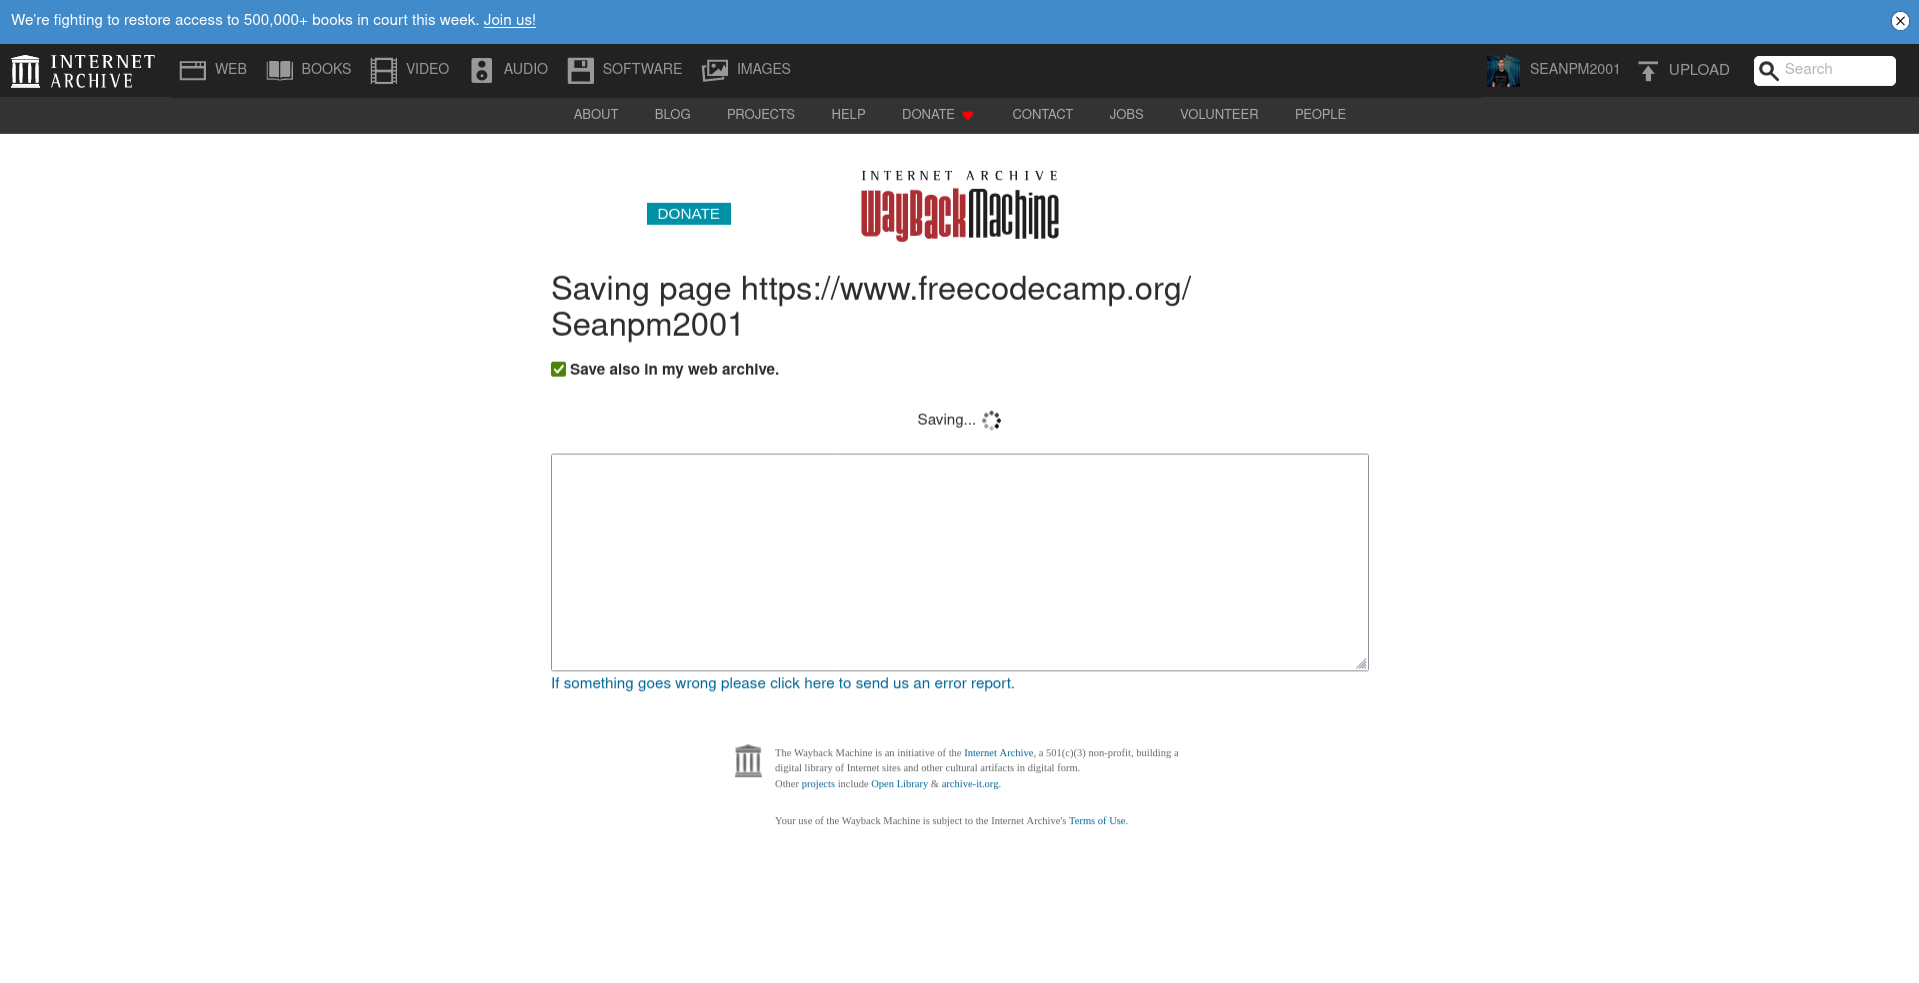 We're fighting to restore access to 500,000+ books in court this week. Join us!
INTERNET ARCHIVE
WEB BOOKS VIDEO AUDIO SOFTWARE IMAGES SEANPM2001 UPLOAD Search
ABOUT BLOG PROJECTS HELP DONATE CONTACT JOBS VOLUNTEER PEOPLE
INTERNET ARCHIVE
WayBackMachine
DONATE
Saving page https://www.freecodecamp.org/
Seanpm2001
Save also in my web archive.
Saving...
If something goes wrong please click here to send us an error report.
The Wayback Machine is an initiative of the Internet Archive, a 501(c)(3) non-profit, building a
digital library of Internet sites and other cultural artifacts in digital form.
Other projects include Open Library & archive-it.org.
Your use of the Wayback Machine is subject to the Internet Archive's Terms of Use.